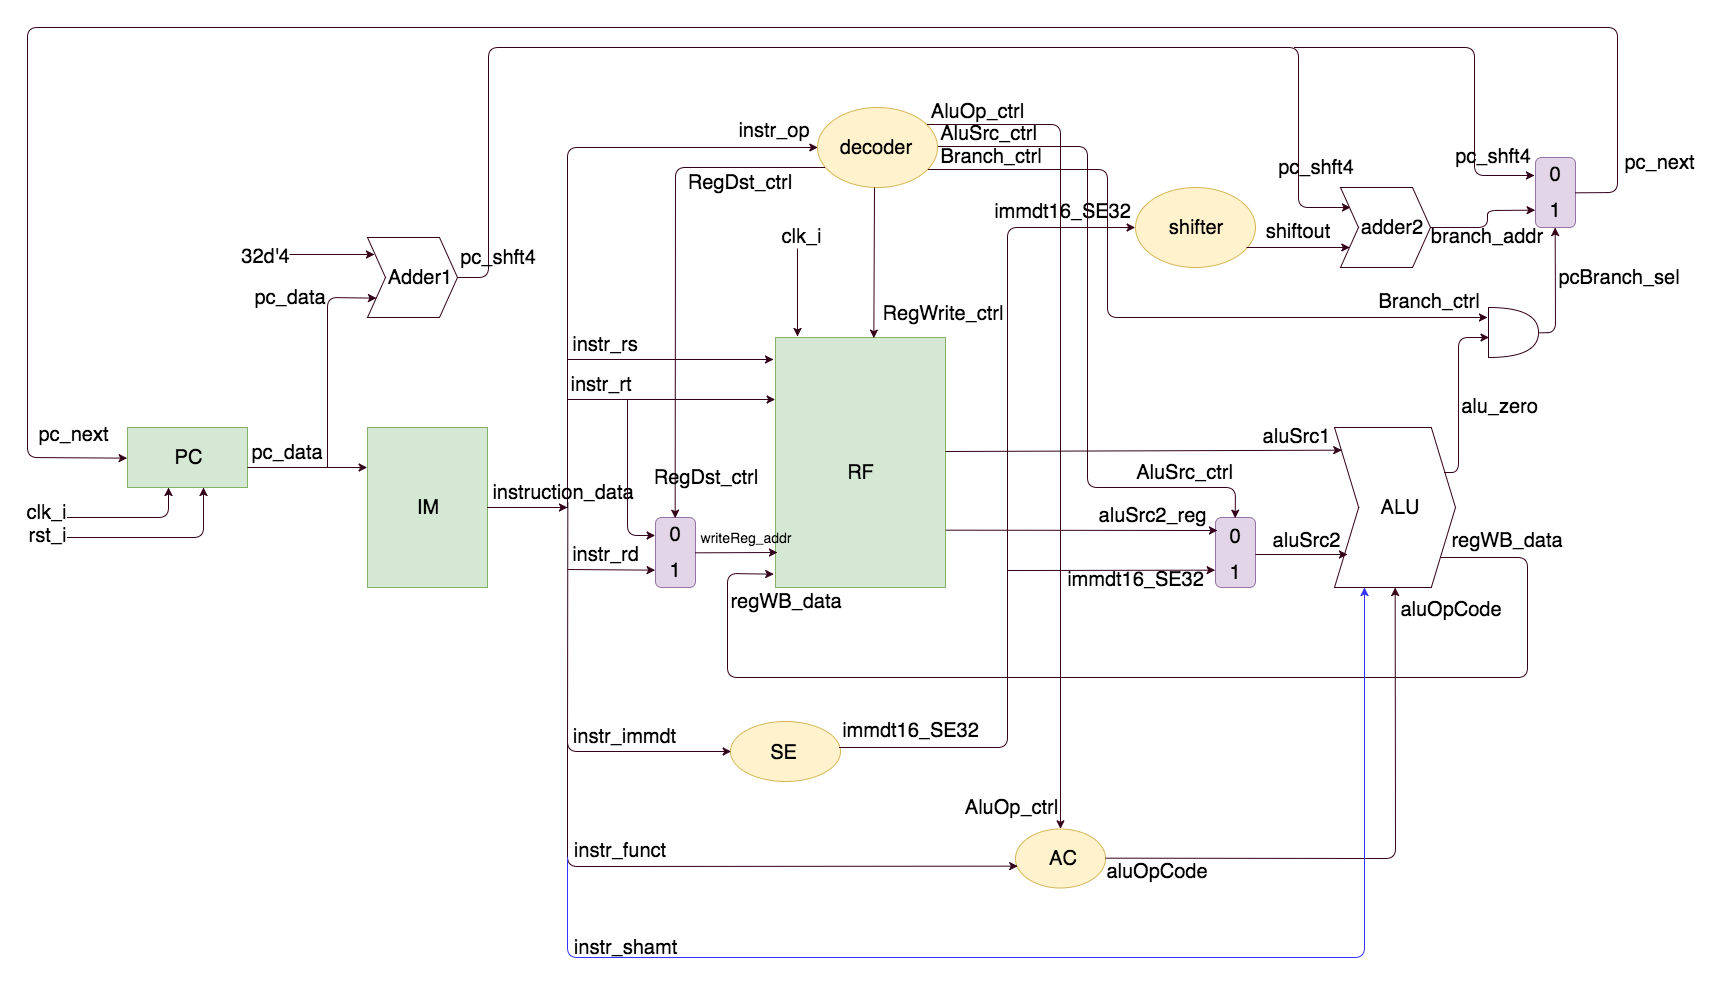 AluOp_ctrl
instr_op
decoder
AluSrc_ctrl
Branch_ctrl
pc_shft4
pc_shft4
pc_next
RegDst_ctrl
0
1
immdt16_SE32
shifter
shiftout
adder2
branch_addr
clk_i
32d'4
pc_shft4
Adder1
pc_data
pcBranch_sel
Branch_ctrl
RegWrite_ctrl
instr_rs
instr_rt
alu_zero
pc_next
PC
pc_data
aluSrc1
RF
RegDst_ctrl
AluSrc_ctrl
instruction_data
IM
ALU
clk_i
rst_i
aluSrc2_reg
0
1
writeReg_addr
0
1
aluSrc2
regWB_data
instr_rd
immdt16_SE32
regWB_data
aluOpCode
instr_immdt
SE
immdt16_SE32
AluOp_ctrl
instr_funct
AC
aluOpCode
instr_shamt